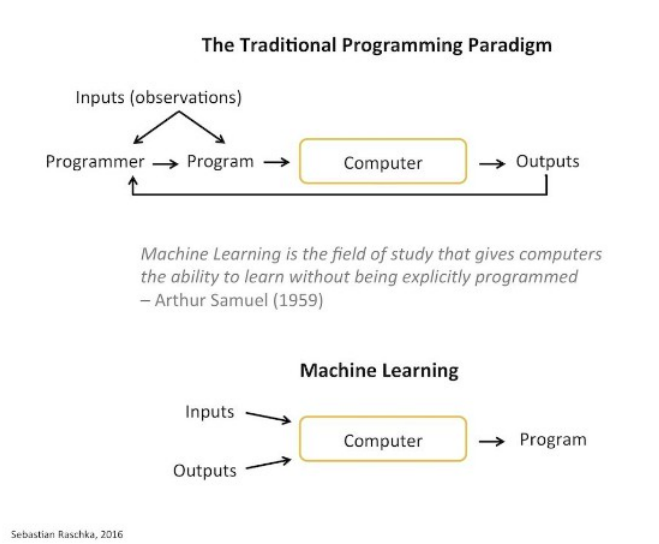 The Traditional Programming Paradigm
Inputs (observations)
Programmer Program Computer Outputs
Machine Learning is the field of study that gives computers
the ability to learn without being explicitly programmed
– Arthur Samuel (1959)
Machine Learning
Inputs
Computer Program
Outputs
Sebastian Raschka, 2016